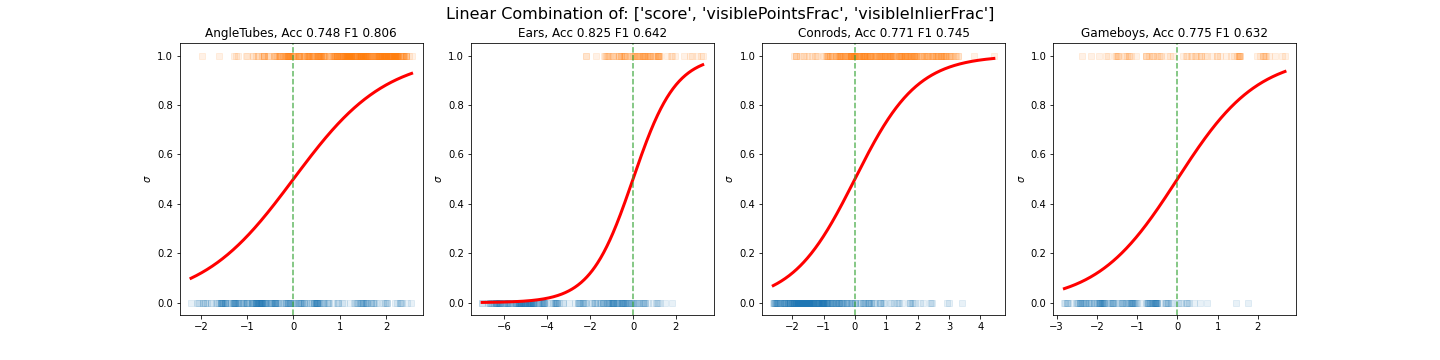 Linear Combination of: ['score', 'visiblePointsFrac', 'visibleInlierFrac']
AngleTubes, Acc 0.748 F1 0.806
1.0
0.8
0.6
0.4
0.2
0.0
σ
−2 −1 0 1 2
Ears, Acc 0.825 F1 0.642
1.0
0.8
0.6
0.4
0.2
0.0
σ
−6 −4 −2 0 2
Conrods, Acc 0.771 F1 0.745
1.0
0.8
0.6
0.4
0.2
0.0
σ
−2 −1 0 1 2 3 4
Gameboys, Acc 0.775 F1 0.632
1.0
0.8
0.6
0.4
0.2
0.0
σ
−3 −2 −1 0 1 2